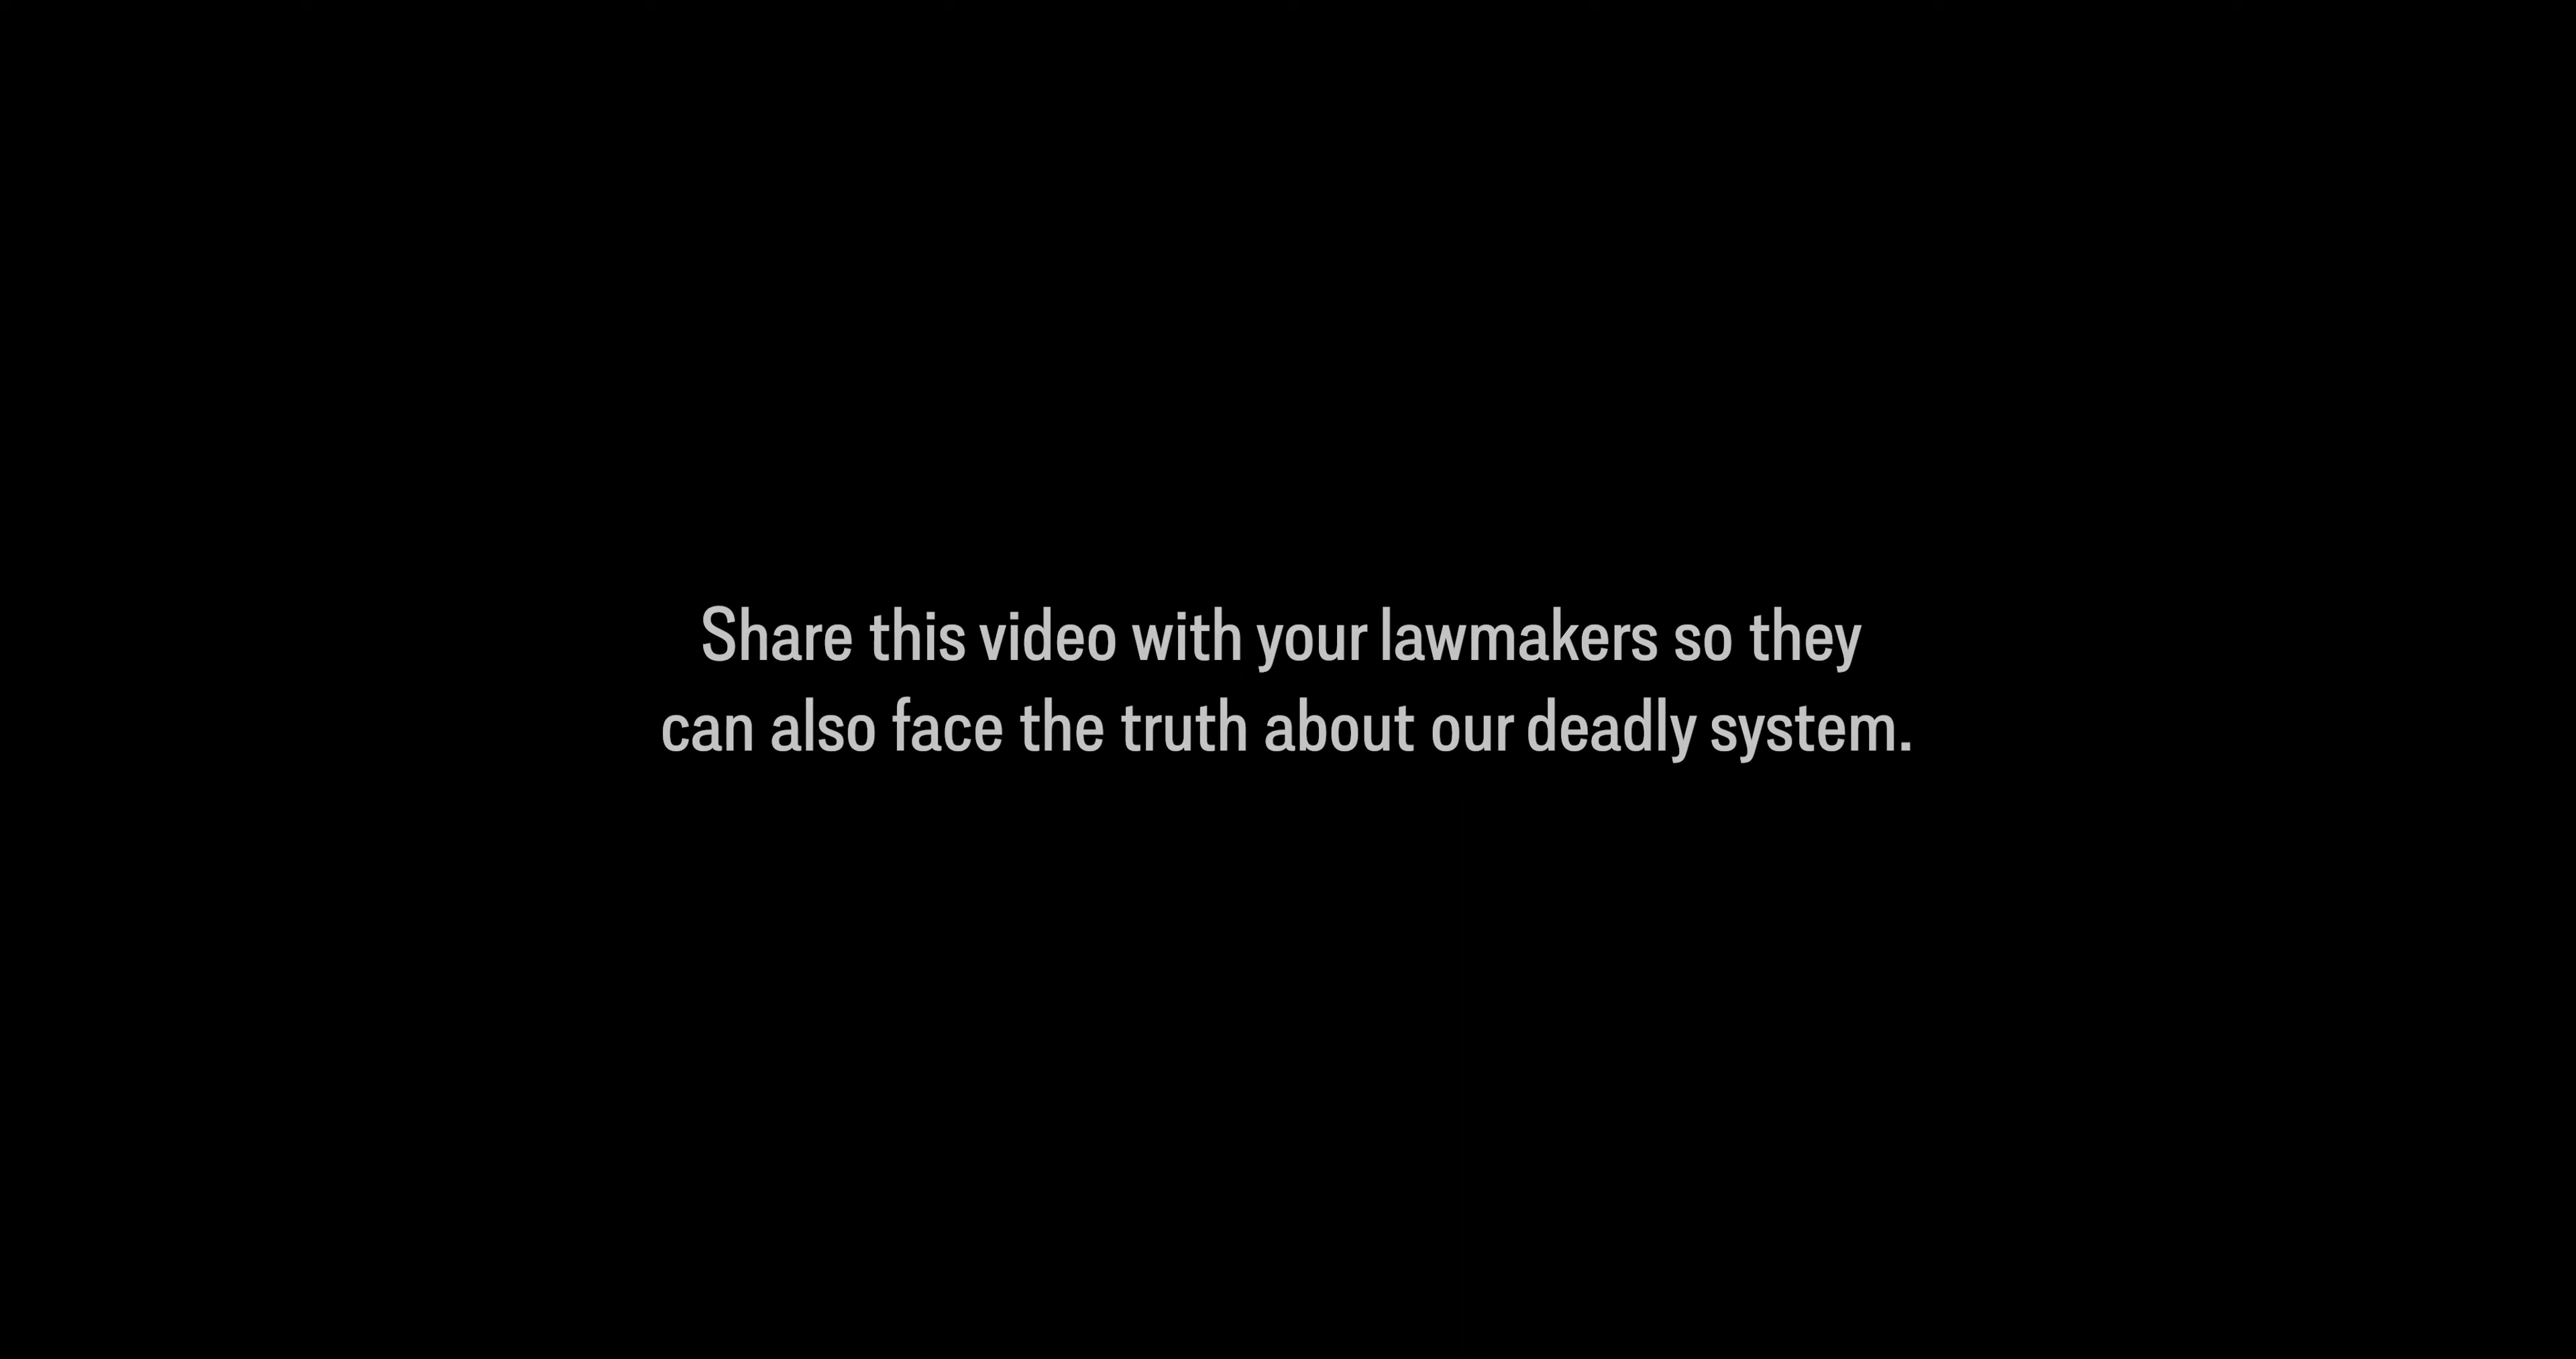 Share this video with your lawmakers so they
can also face the truth about our deadly system.